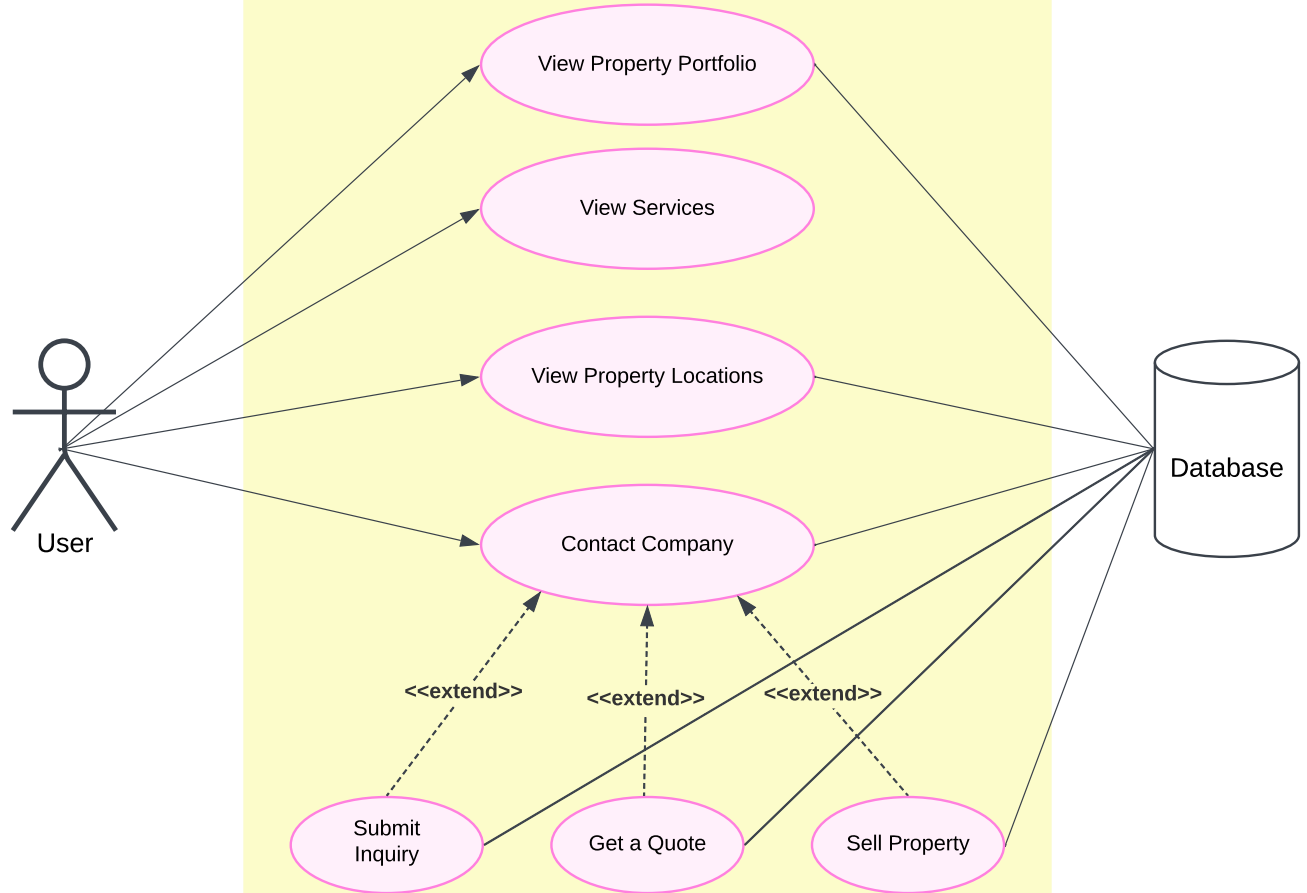 View Property Portfolio
View Services
View Property Locations
Contact Company
User
Database
<<extend>>
<<extend>>
<<extend>>
Submit
Inquiry
Get a Quote
Sell Property